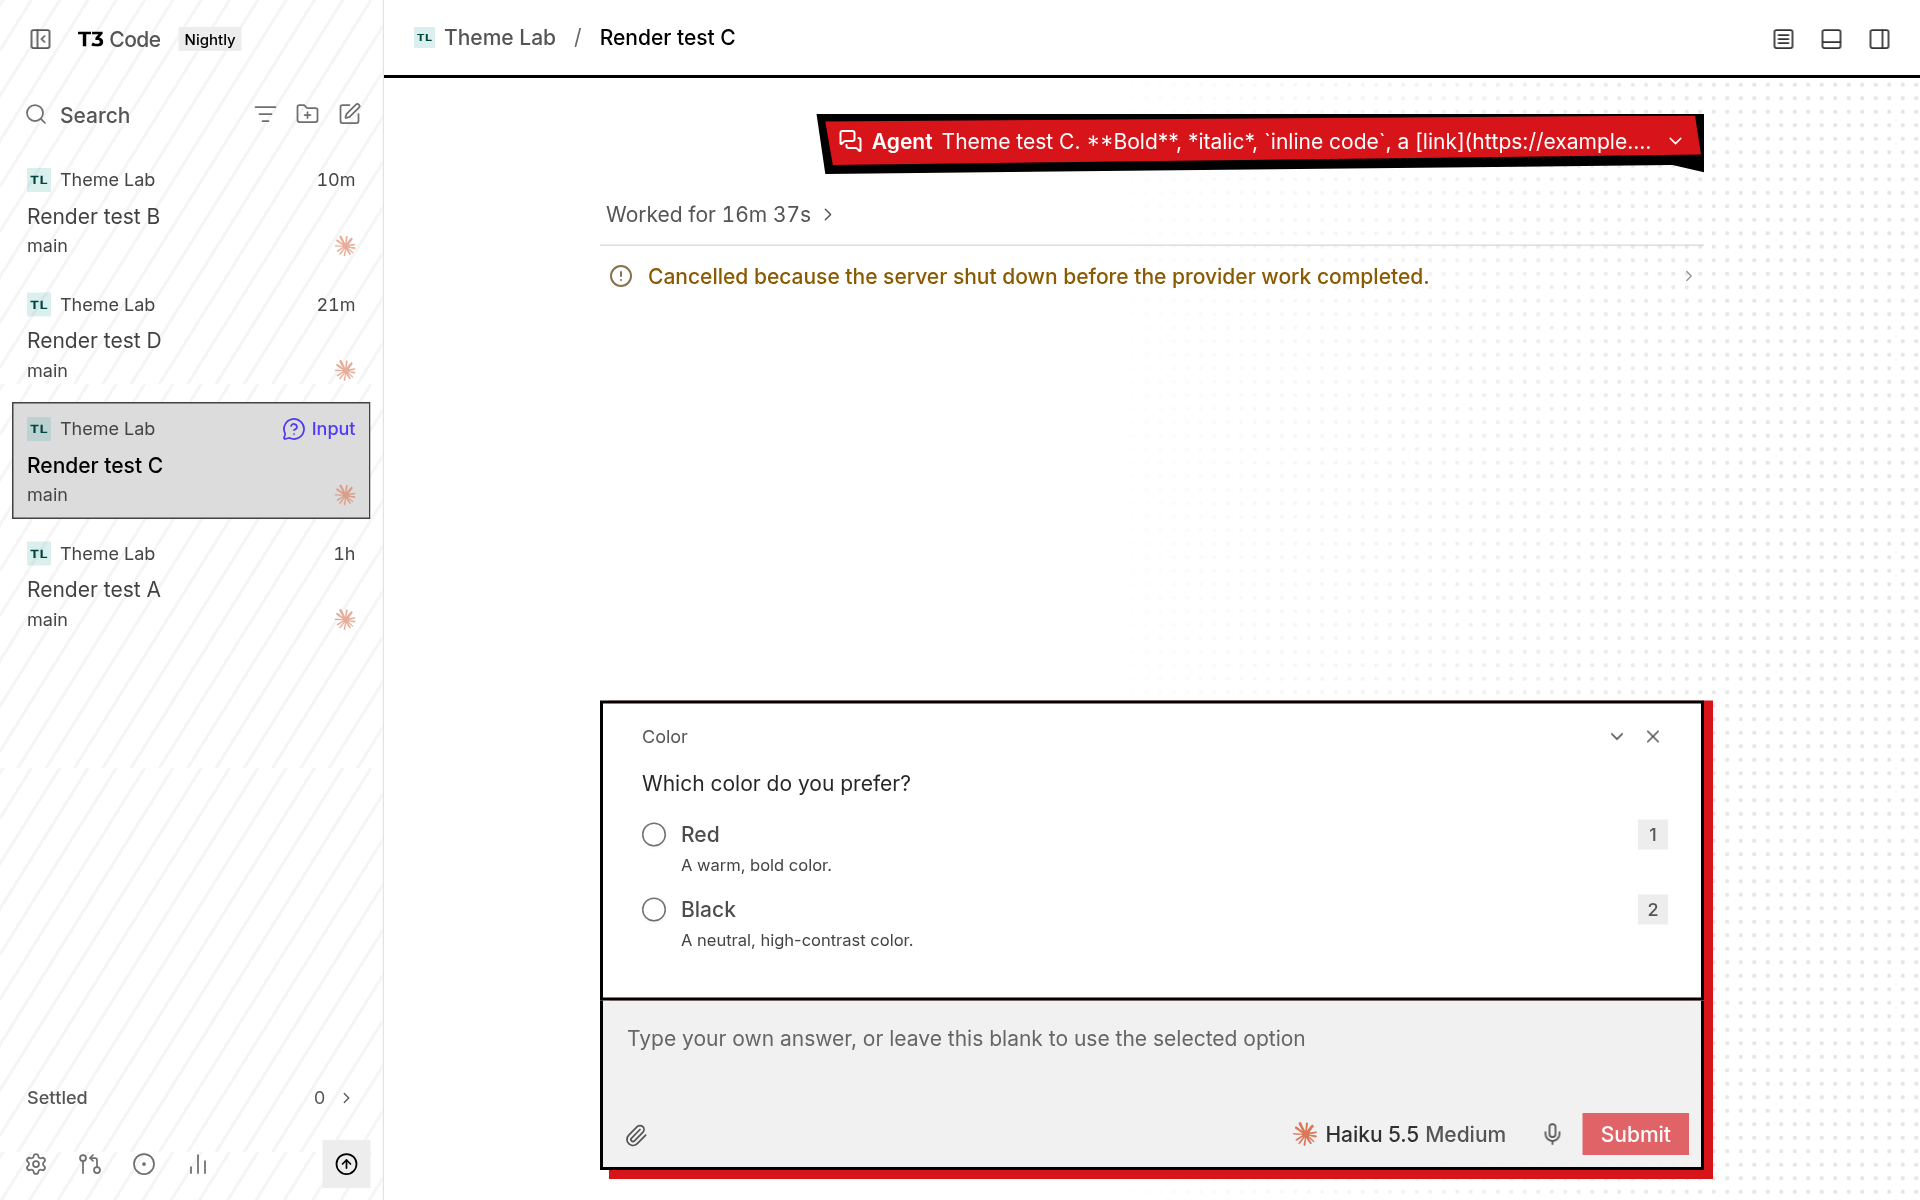 T3 Code Nightly
Search
TL Theme Lab 10m
Render test B
main
TL Theme Lab 21m
Render test D
main
TL Theme Lab Input
Render test C
main
TL Theme Lab 1h
Render test A
main
Settled 0
TL Theme Lab / Render test C
Agent Theme test C. **Bold**, *italic*, `inline code`, a [link](https://example....
Worked for 16m 37s
Cancelled because the server shut down before the provider work completed.
Color
Which color do you prefer?
Red 1
A warm, bold color.
Black 2
A neutral, high-contrast color.
Type your own answer, or leave this blank to use the selected option
Haiku 5.5 Medium Submit